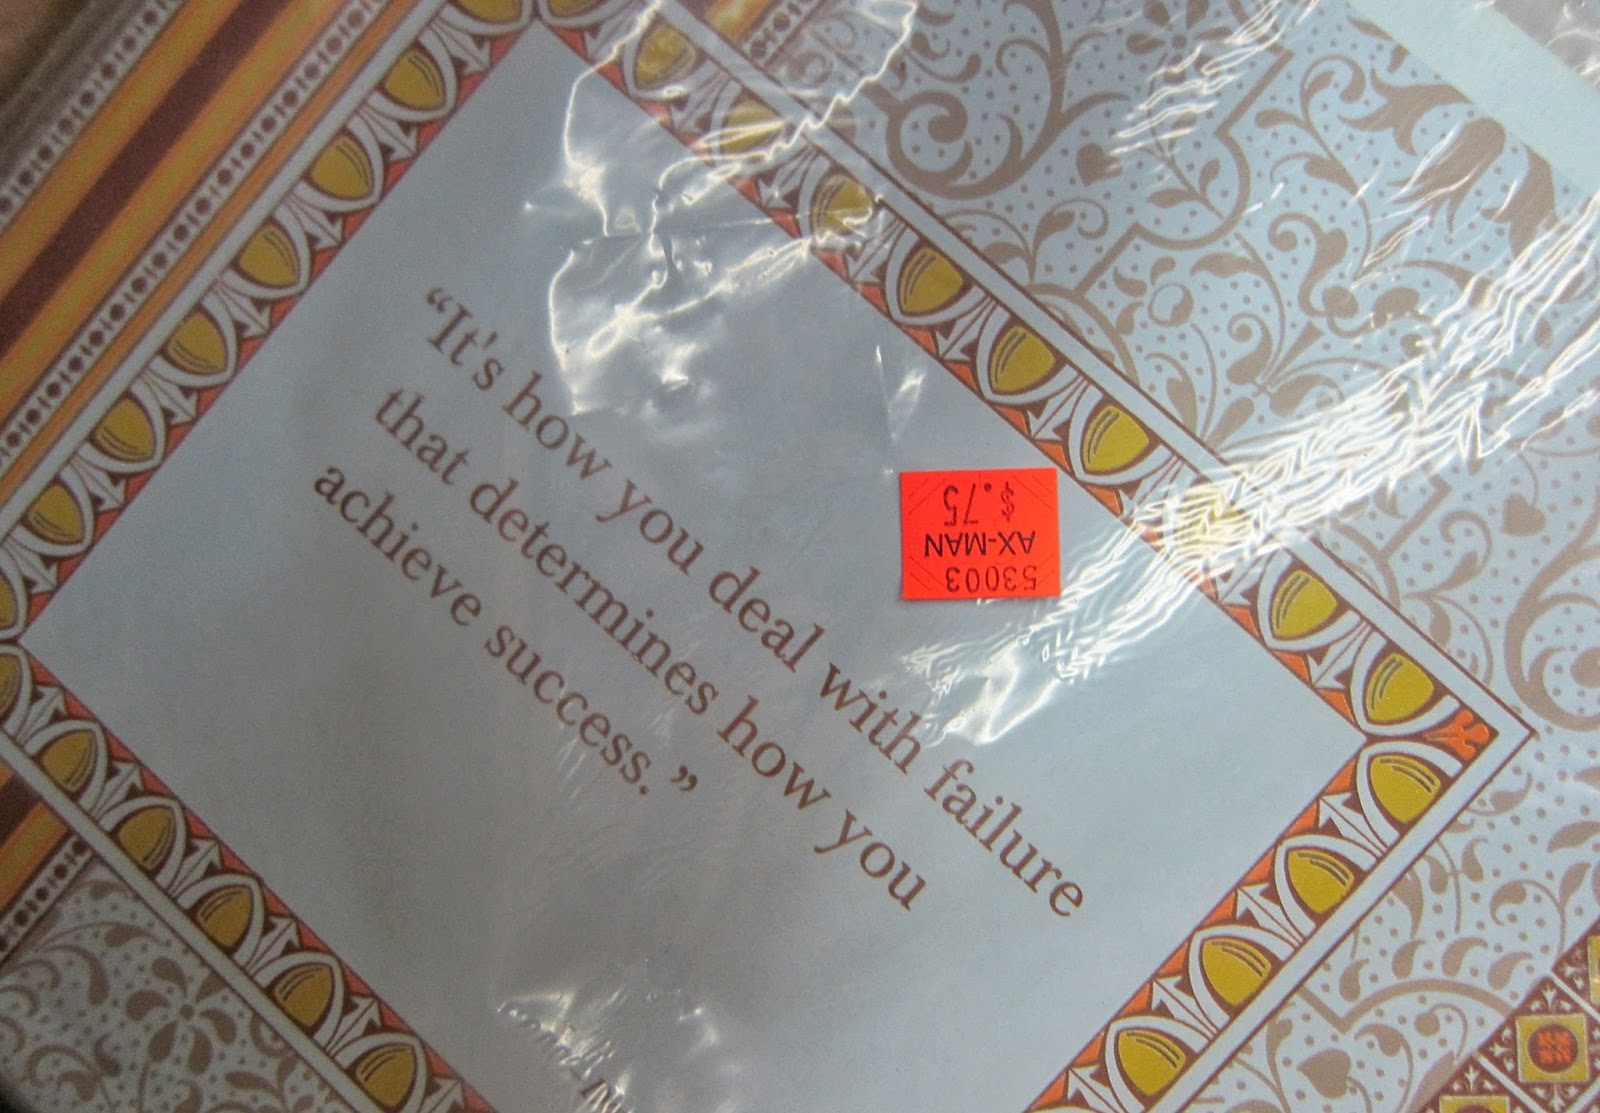 “It's how you deal with failure
that determines how you
achieve success.”
53003
AX-MAN
$.75